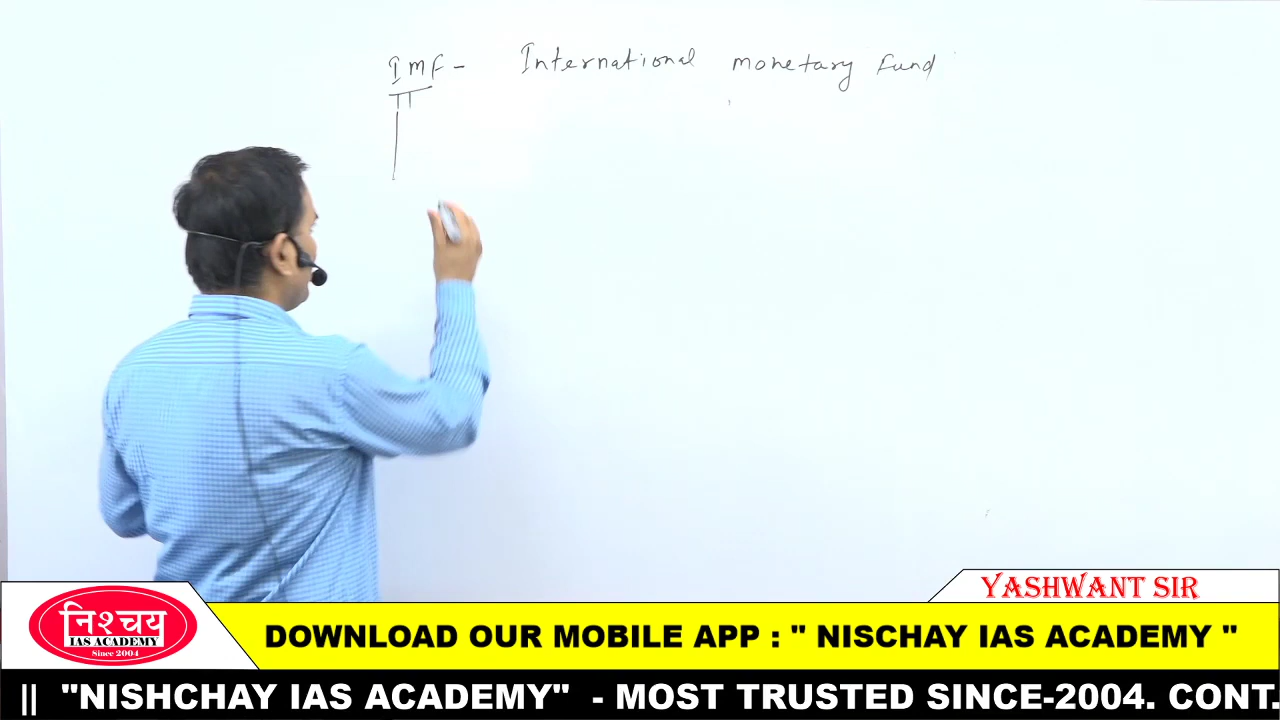 IMF - International monetary Fund
YASHWANT SIR
निश्चय
IAS ACADEMY
Since 2004
DOWNLOAD OUR MOBILE APP : " NISCHAY IAS ACADEMY "
|| "NISHCHAY IAS ACADEMY" - MOST TRUSTED SINCE-2004. CONT.